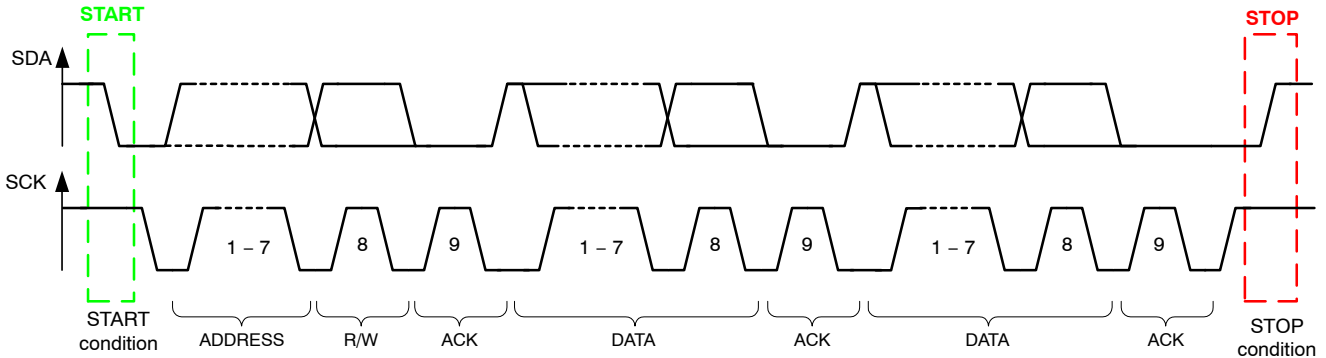 START
STOP
SDA
SCK
1 – 7
8
9
1 – 7
8
9
1 – 7
8
9
START
condition
ADDRESS
R/W
ACK
DATA
ACK
DATA
ACK
STOP
condition